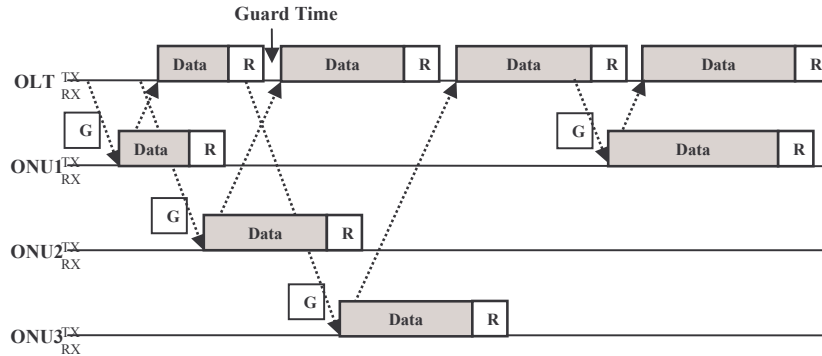 Guard Time
Data R Data R Data R Data R
OLT TX
RX
G G
Data R Data R
ONU1 TX
RX
G
Data R
ONU2 TX
RX
G
Data R
ONU3 TX
RX